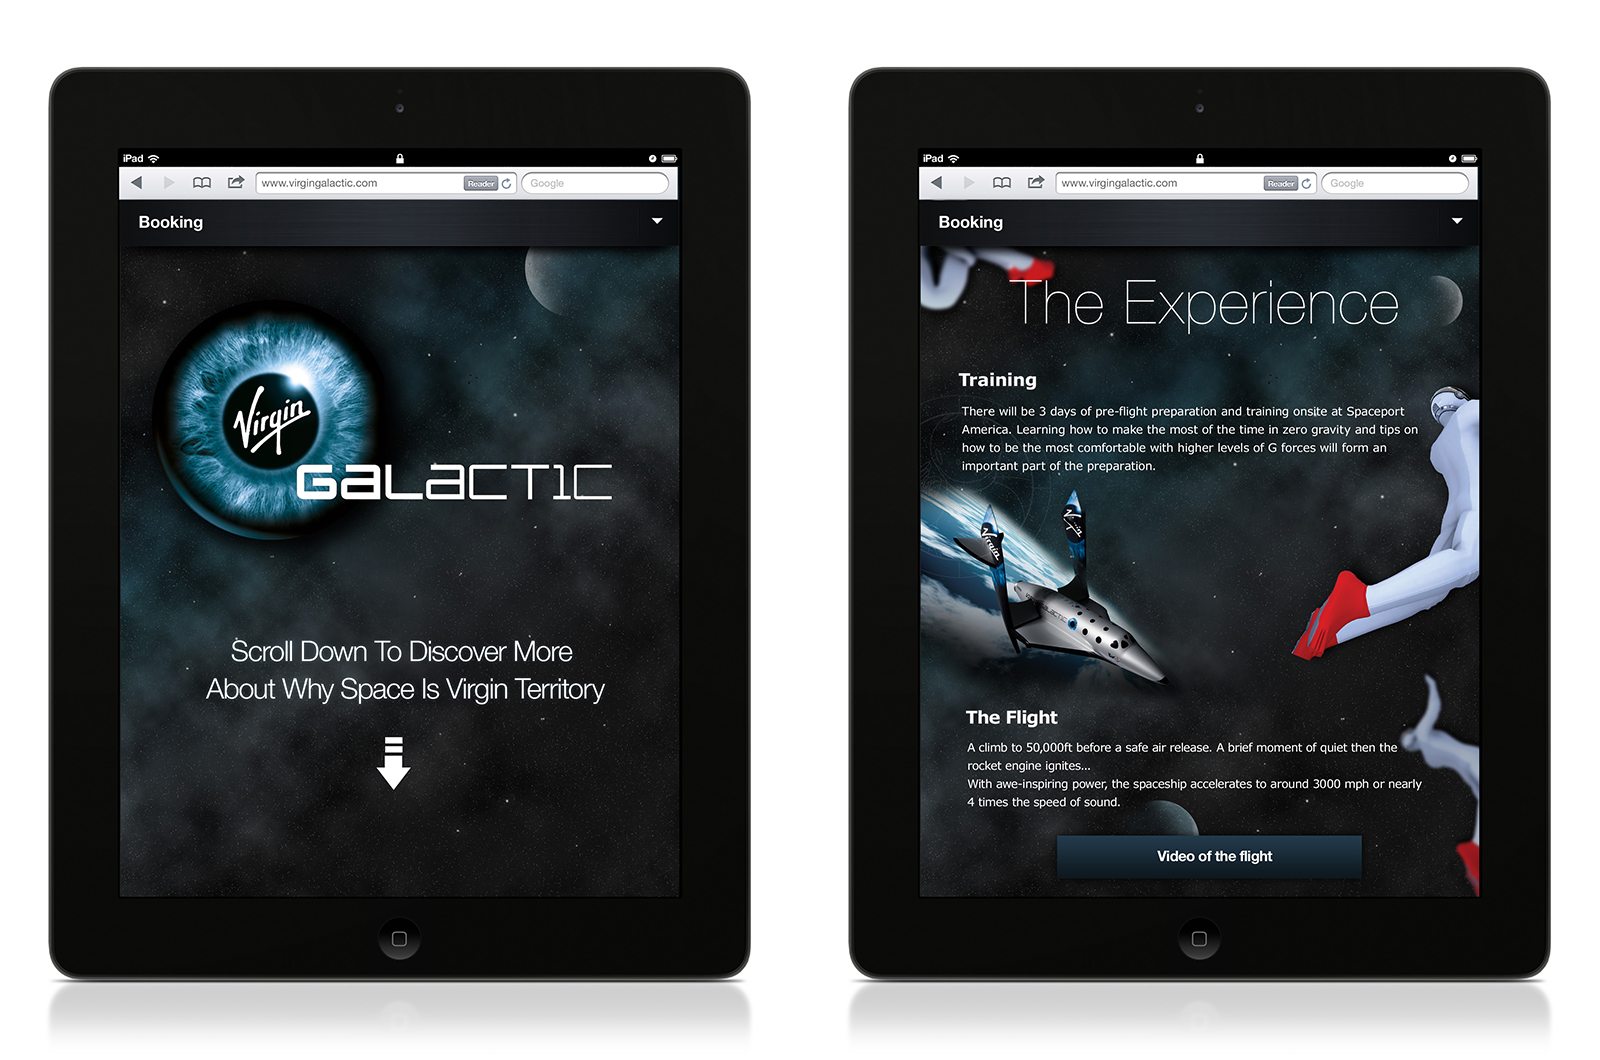 iPad
www.virgingalactic.com
Reader
Google
Booking
Virgin
GALACTIC
Scroll Down To Discover More
About Why Space Is Virgin Territory
iPad
www.virgingalactic.com
Reader
Google
Booking
The Experience
Training
There will be 3 days of pre-flight preparation and training onsite at Spaceport
America. Learning how to make the most of the time in zero gravity and tips on
how to be the most comfortable with higher levels of G forces will form an
important part of the preparation.
Virgin
Virgin
GALACTIC
The Flight
A climb to 50,000ft before a safe air release. A brief moment of quiet then the
rocket engine ignites...
With awe-inspiring power, the spaceship accelerates to around 3000 mph or nearly
4 times the speed of sound.
Video of the flight